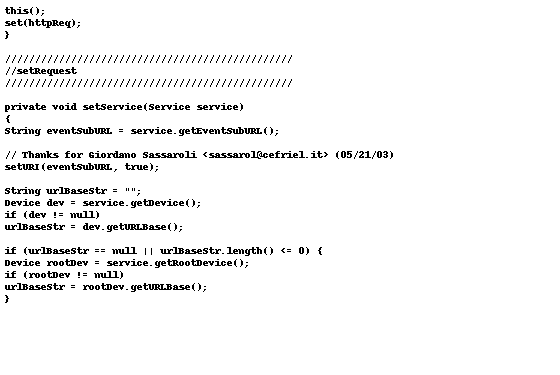 this();
set(httpReq);
}
////////////////////////////////////////////////
//setRequest
////////////////////////////////////////////////
private void setService(Service service)
{
String eventSubURL = service.getEventSubURL();
// Thanks for Giordano Sassaroli <sassarol@cefriel.it> (05/21/03)
setURI(eventSubURL, true);
String urlBaseStr = "";
Device dev = service.getDevice();
if (dev != null)
urlBaseStr = dev.getURLBase();
if (urlBaseStr == null || urlBaseStr.length() <= 0) {
Device rootDev = service.getRootDevice();
if (rootDev != null)
urlBaseStr = rootDev.getURLBase();
}